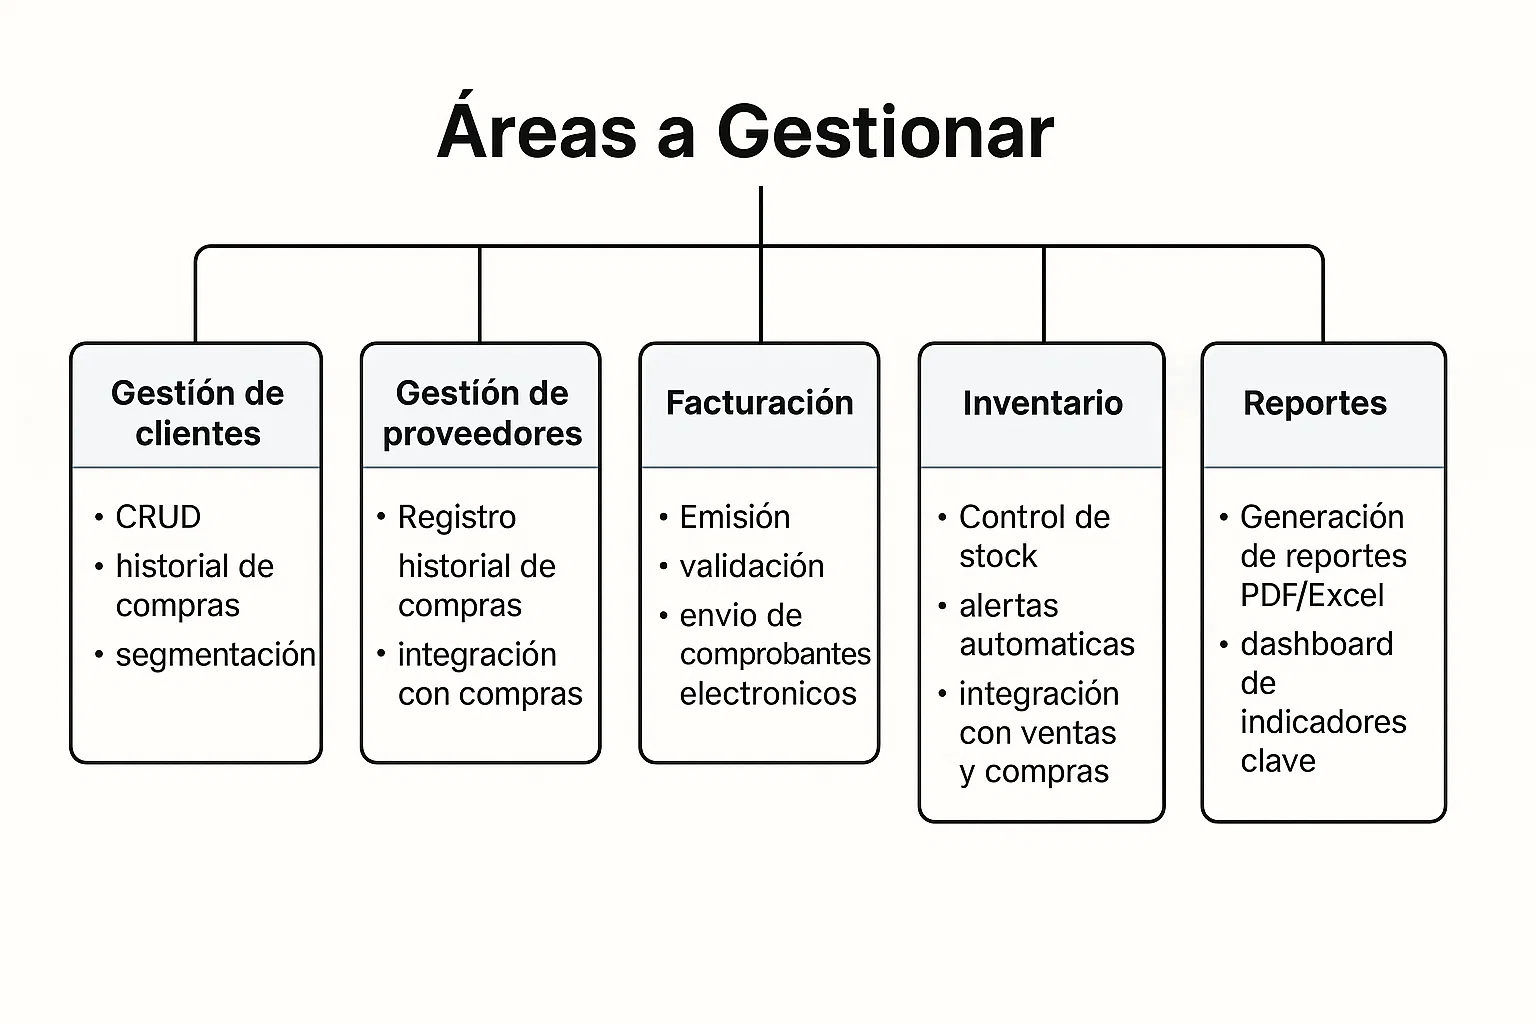 Áreas a Gestionar
Gestíón de
clientes
• CRUD
• historial de
compras
• segmentación
Gestíón de
proveedores
• Registro
historial de
compras
• integración
con compras
Facturación
• Emisión
• validación
• envio de
comprobantes
electronicos
Inventario
• Control de
stock
• alertas
automaticas
• integración
con ventas
y compras
Reportes
• Generación
de reportes
PDF/Excel
• dashboard
de
indicadores
clave